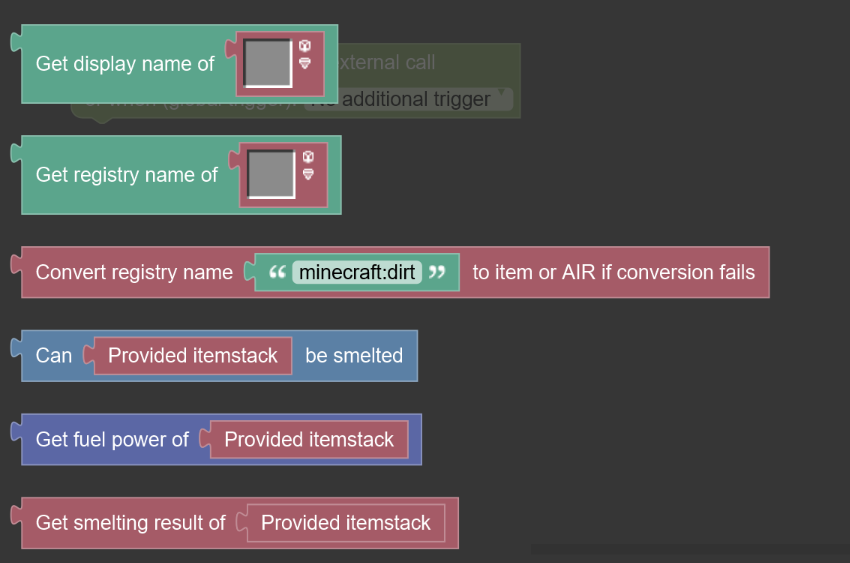 Get display name of
xternal call
or when (global trigger): No additional trigger
Get registry name of
Convert registry name “ minecraft:dirt ” to item or AIR if conversion fails
Can Provided itemstack be smelted
Get fuel power of Provided itemstack
Get smelting result of Provided itemstack